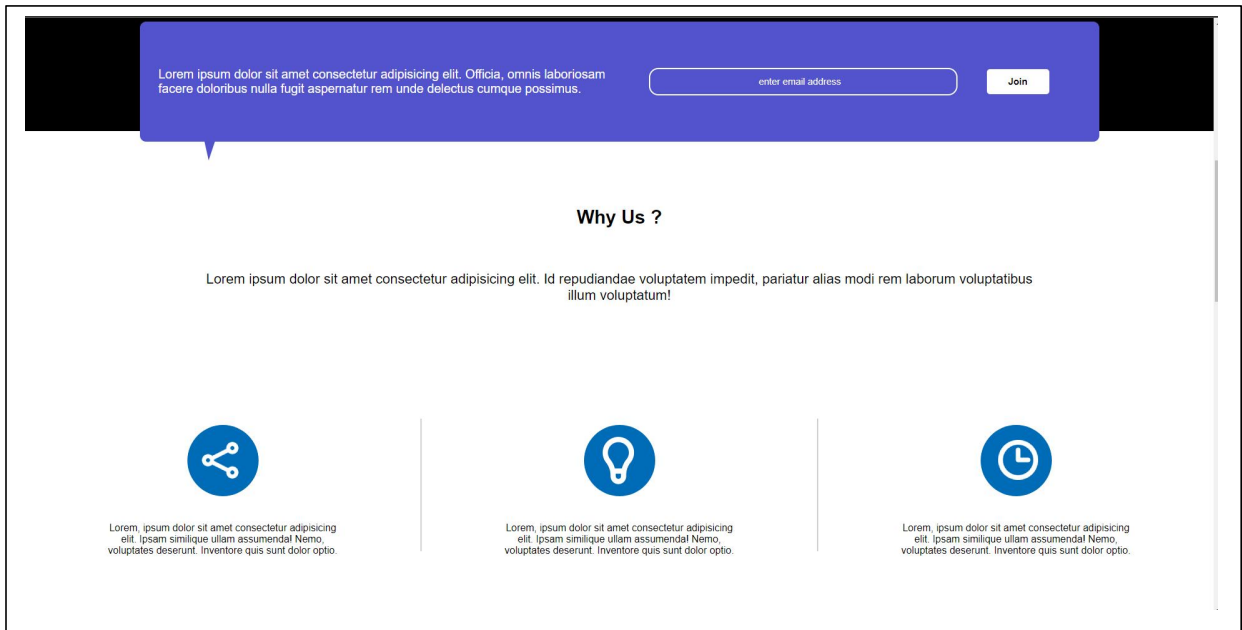 Lorem ipsum dolor sit amet consectetur adipisicing elit. Officia, omnis laboriosam
facere doloribus nulla fugit aspernatur rem unde delectus cumque possimus.
enter email address
Join
Why Us ?
Lorem ipsum dolor sit amet consectetur adipisicing elit. Id repudiandae voluptatem impedit, pariatur alias modi rem laborum voluptatibus
illum voluptatum!
Lorem, ipsum dolor sit amet consectetur adipisicing
elit. Ipsam similique ullam assumenda! Nemo,
voluptates deserunt. Inventore quis sunt dolor optio.
Lorem, ipsum dolor sit amet consectetur adipisicing
elit. Ipsam similique ullam assumenda! Nemo,
voluptates deserunt. Inventore quis sunt dolor optio.
Lorem, ipsum dolor sit amet consectetur adipisicing
elit. Ipsam similique ullam assumenda! Nemo,
voluptates deserunt. Inventore quis sunt dolor optio.